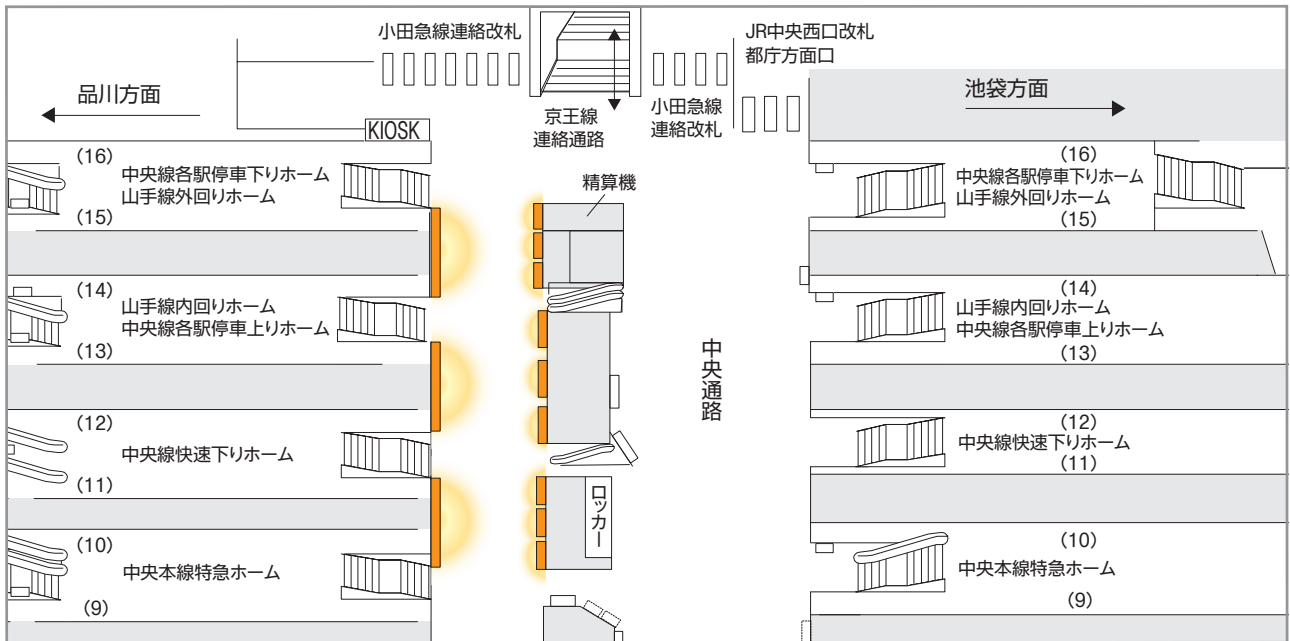 小田急線連絡改札
JR中央西口改札
都庁方面口
品川方面
池袋方面
京王線
連絡通路
小田急線
連絡改札
KIOSK
(16)
中央線各駅停車下りホーム
山手線外回りホーム
(15)
精算機
(16)
中央線各駅停車下りホーム
山手線外回りホーム
(15)
(14)
山手線内回りホーム
中央線各駅停車上りホーム
(13)
中央通路
(14)
山手線内回りホーム
中央線各駅停車上りホーム
(13)
(12)
中央線快速下りホーム
(11)
(12)
中央線快速下りホーム
(11)
ロッカー
(10)
中央本線特急ホーム
(9)
(10)
中央本線特急ホーム
(9)